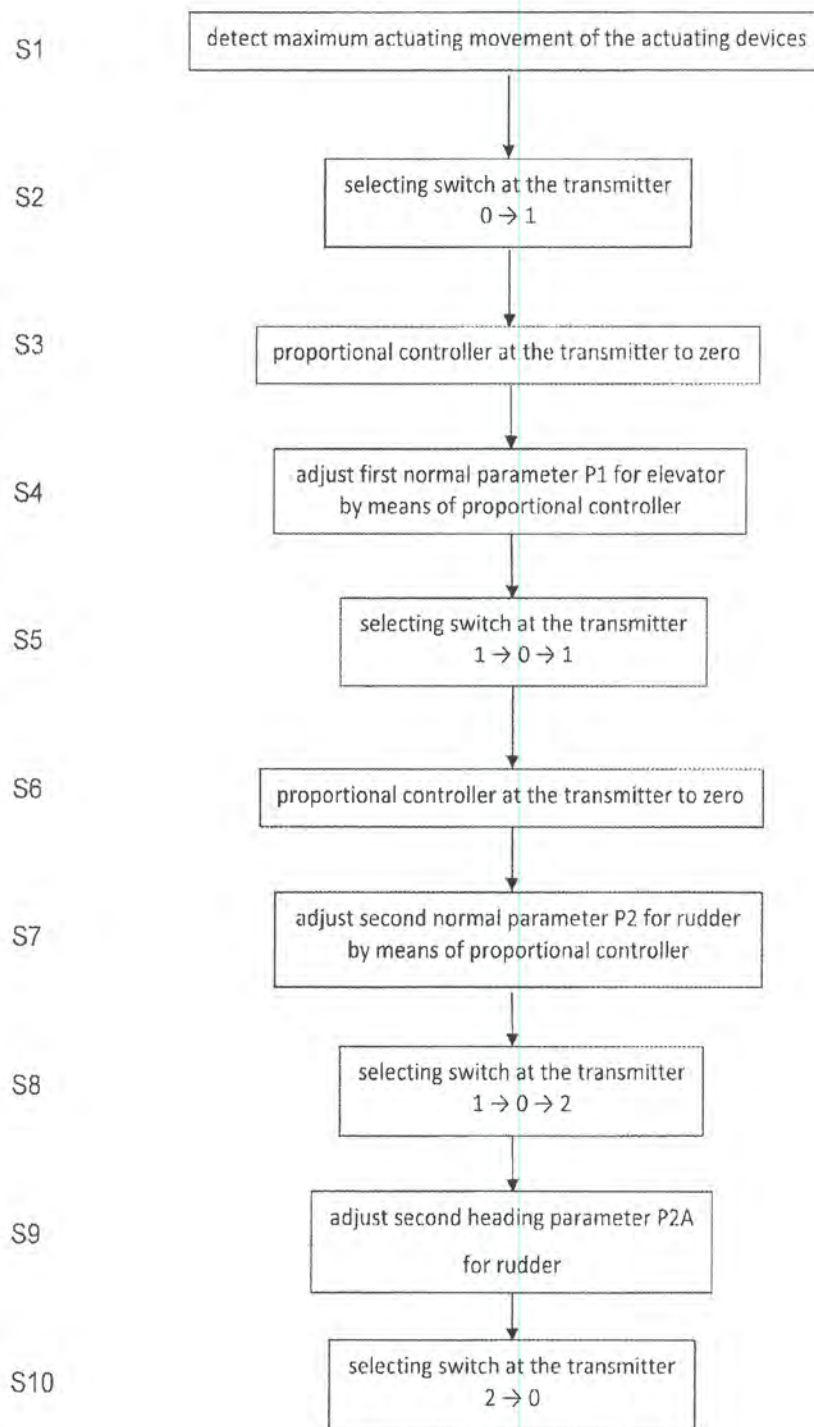 S1
detect maximum actuating movement of the actuating devices
S2
selecting switch at the transmitter
0 → 1
S3
proportional controller at the transmitter to zero
S4
adjust first normal parameter P1 for elevator
by means of proportional controller
S5
selecting switch at the transmitter
1 → 0 → 1
S6
proportional controller at the transmitter to zero
S7
adjust second normal parameter P2 for rudder
by means of proportional controller
S8
selecting switch at the transmitter
1 → 0 → 2
S9
adjust second heading parameter P2A
for rudder
S10
selecting switch at the transmitter
2 → 0